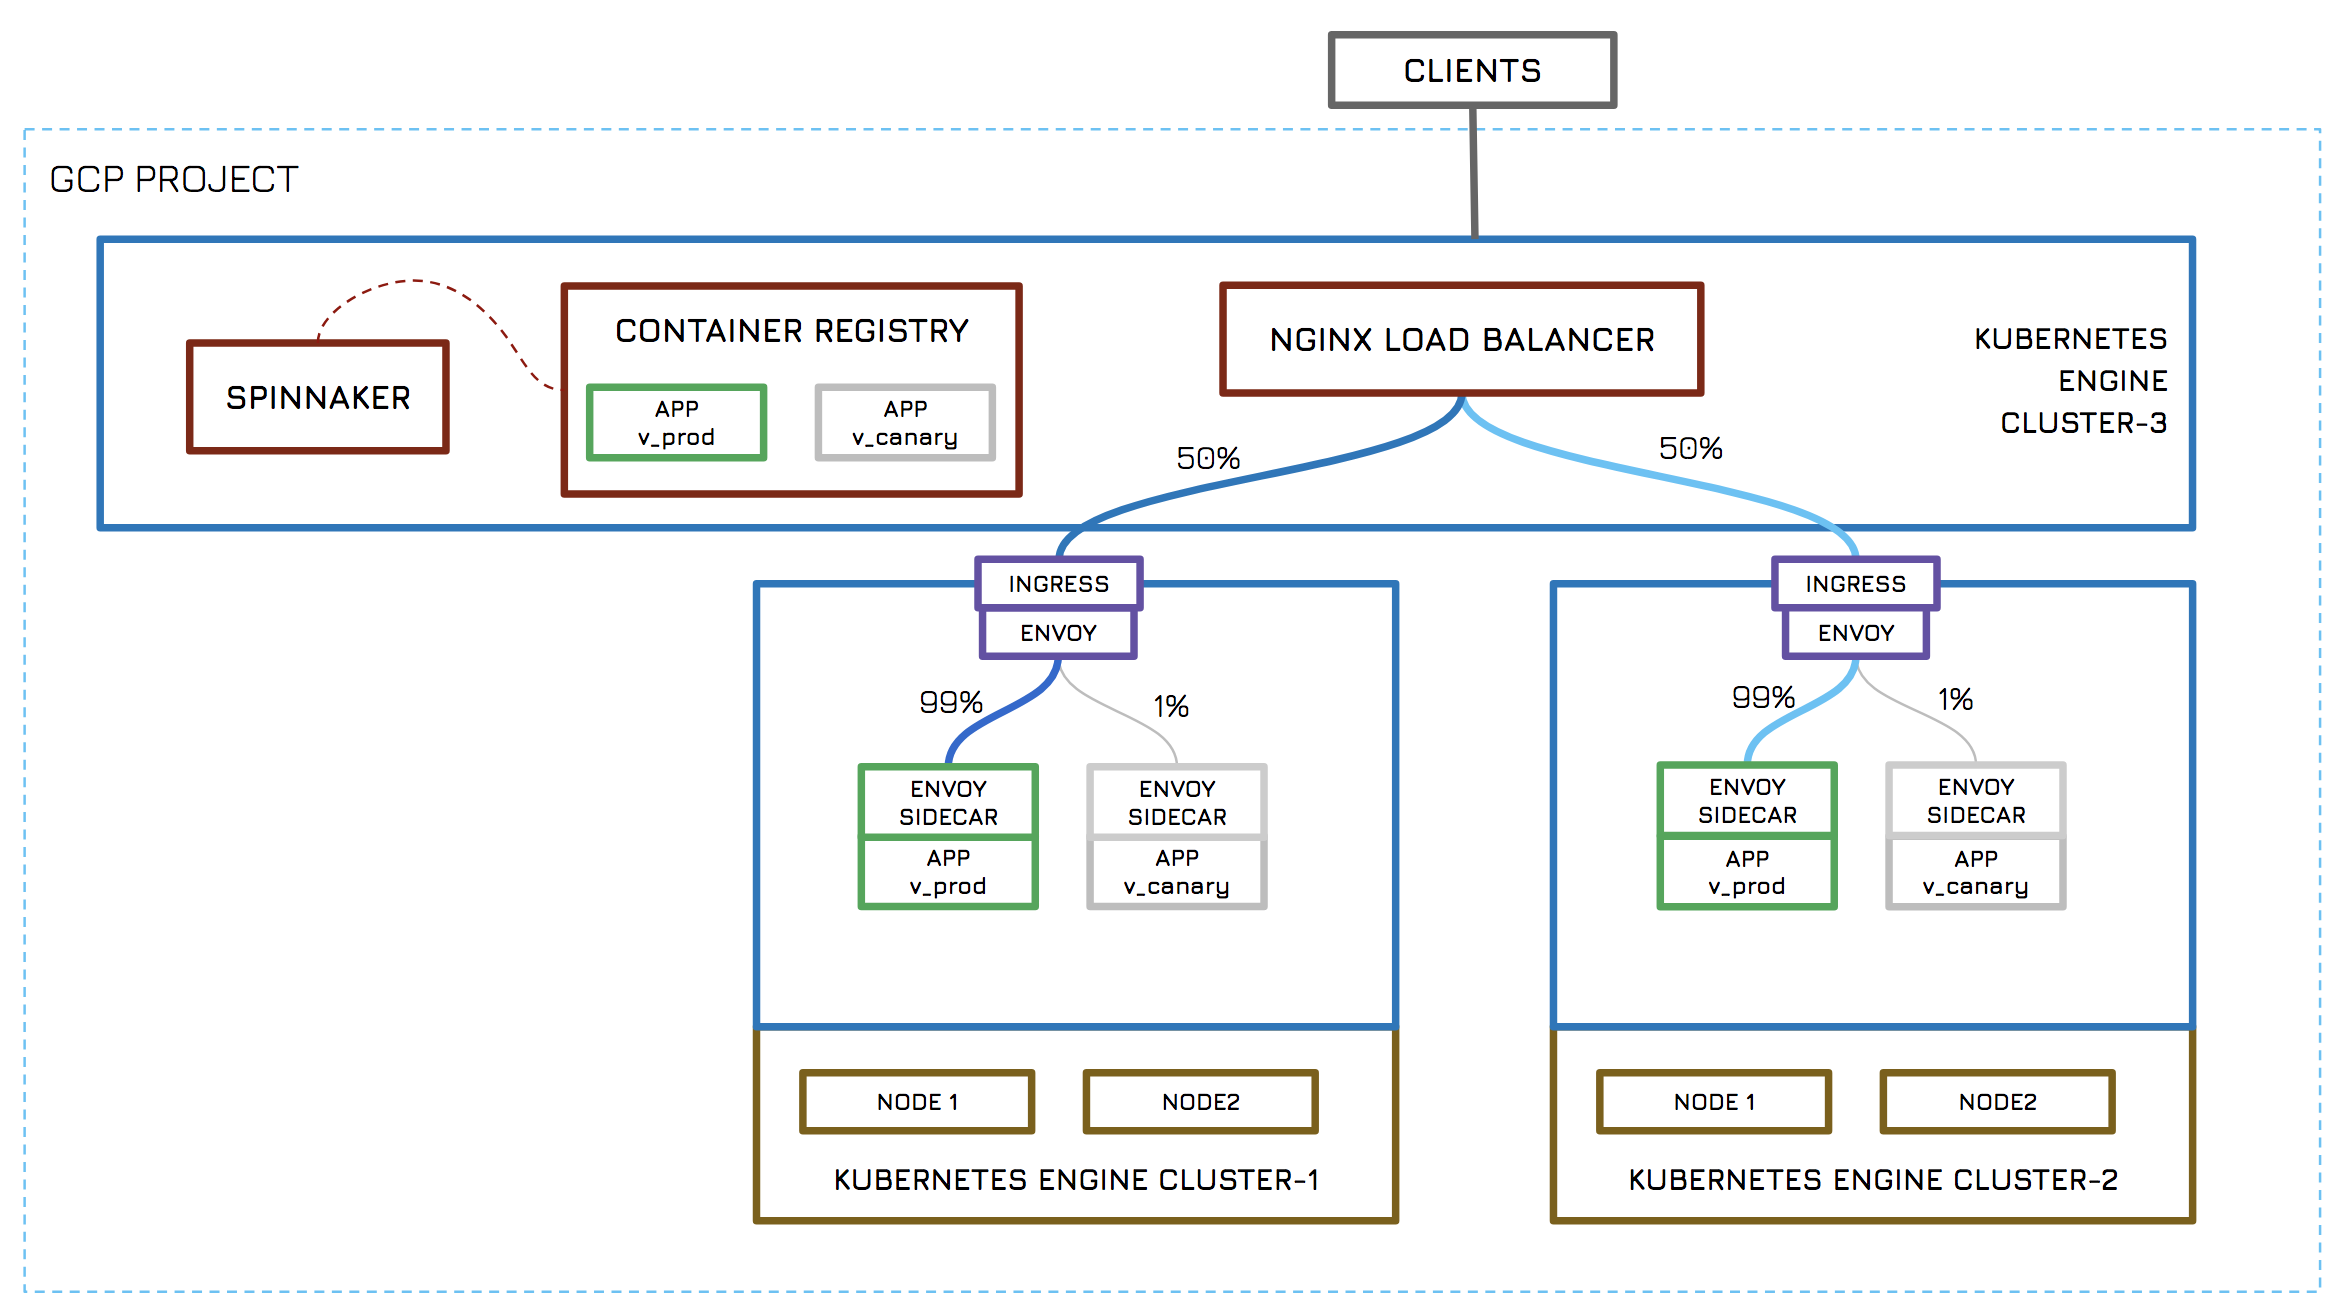 CLIENTS
GCP PROJECT
SPINNAKER
CONTAINER REGISTRY
APP
v_prod
APP
v_canary
NGINX LOAD BALANCER
KUBERNETES
ENGINE
CLUSTER-3
50%
50%
INGRESS
ENVOY
99%
1%
ENVOY
SIDECAR
APP
v_prod
ENVOY
SIDECAR
APP
v_canary
NODE 1
NODE2
KUBERNETES ENGINE CLUSTER-1
INGRESS
ENVOY
99%
1%
ENVOY
SIDECAR
APP
v_prod
ENVOY
SIDECAR
APP
v_canary
NODE 1
NODE2
KUBERNETES ENGINE CLUSTER-2